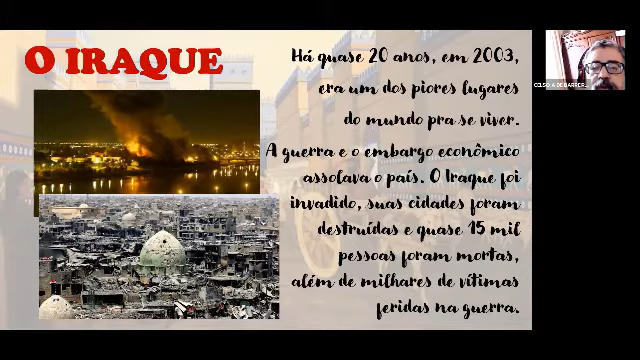 O IRAQUE
Há quase 20 anos, em 2003,
era um dos piores lugares
do mundo pra se viver.
A guerra e o embargo econômico
assolava o país. O Iraque foi
invadido, suas cidades foram
destruídas e quase 15 mil
pessoas foram mortas,
além de milhares de vítimas
feridas na guerra.